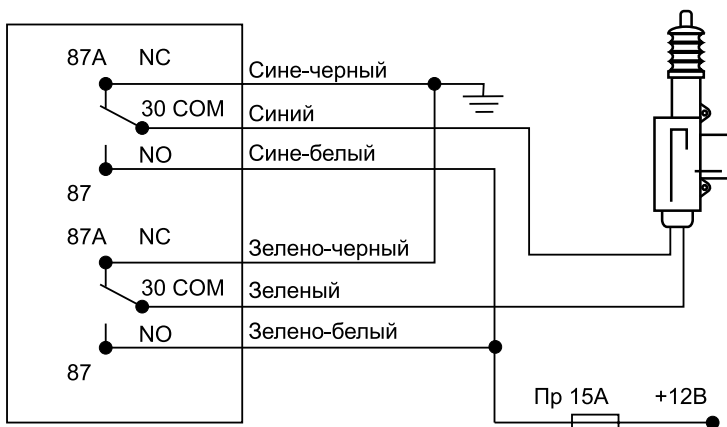 87A NC
Сине-черный
30 COM
Синий
NO
Сине-белый
87
87A NC
Зелено-черный
30 COM
Зеленый
NO
Зелено-белый
87
Пр 15А
+12В